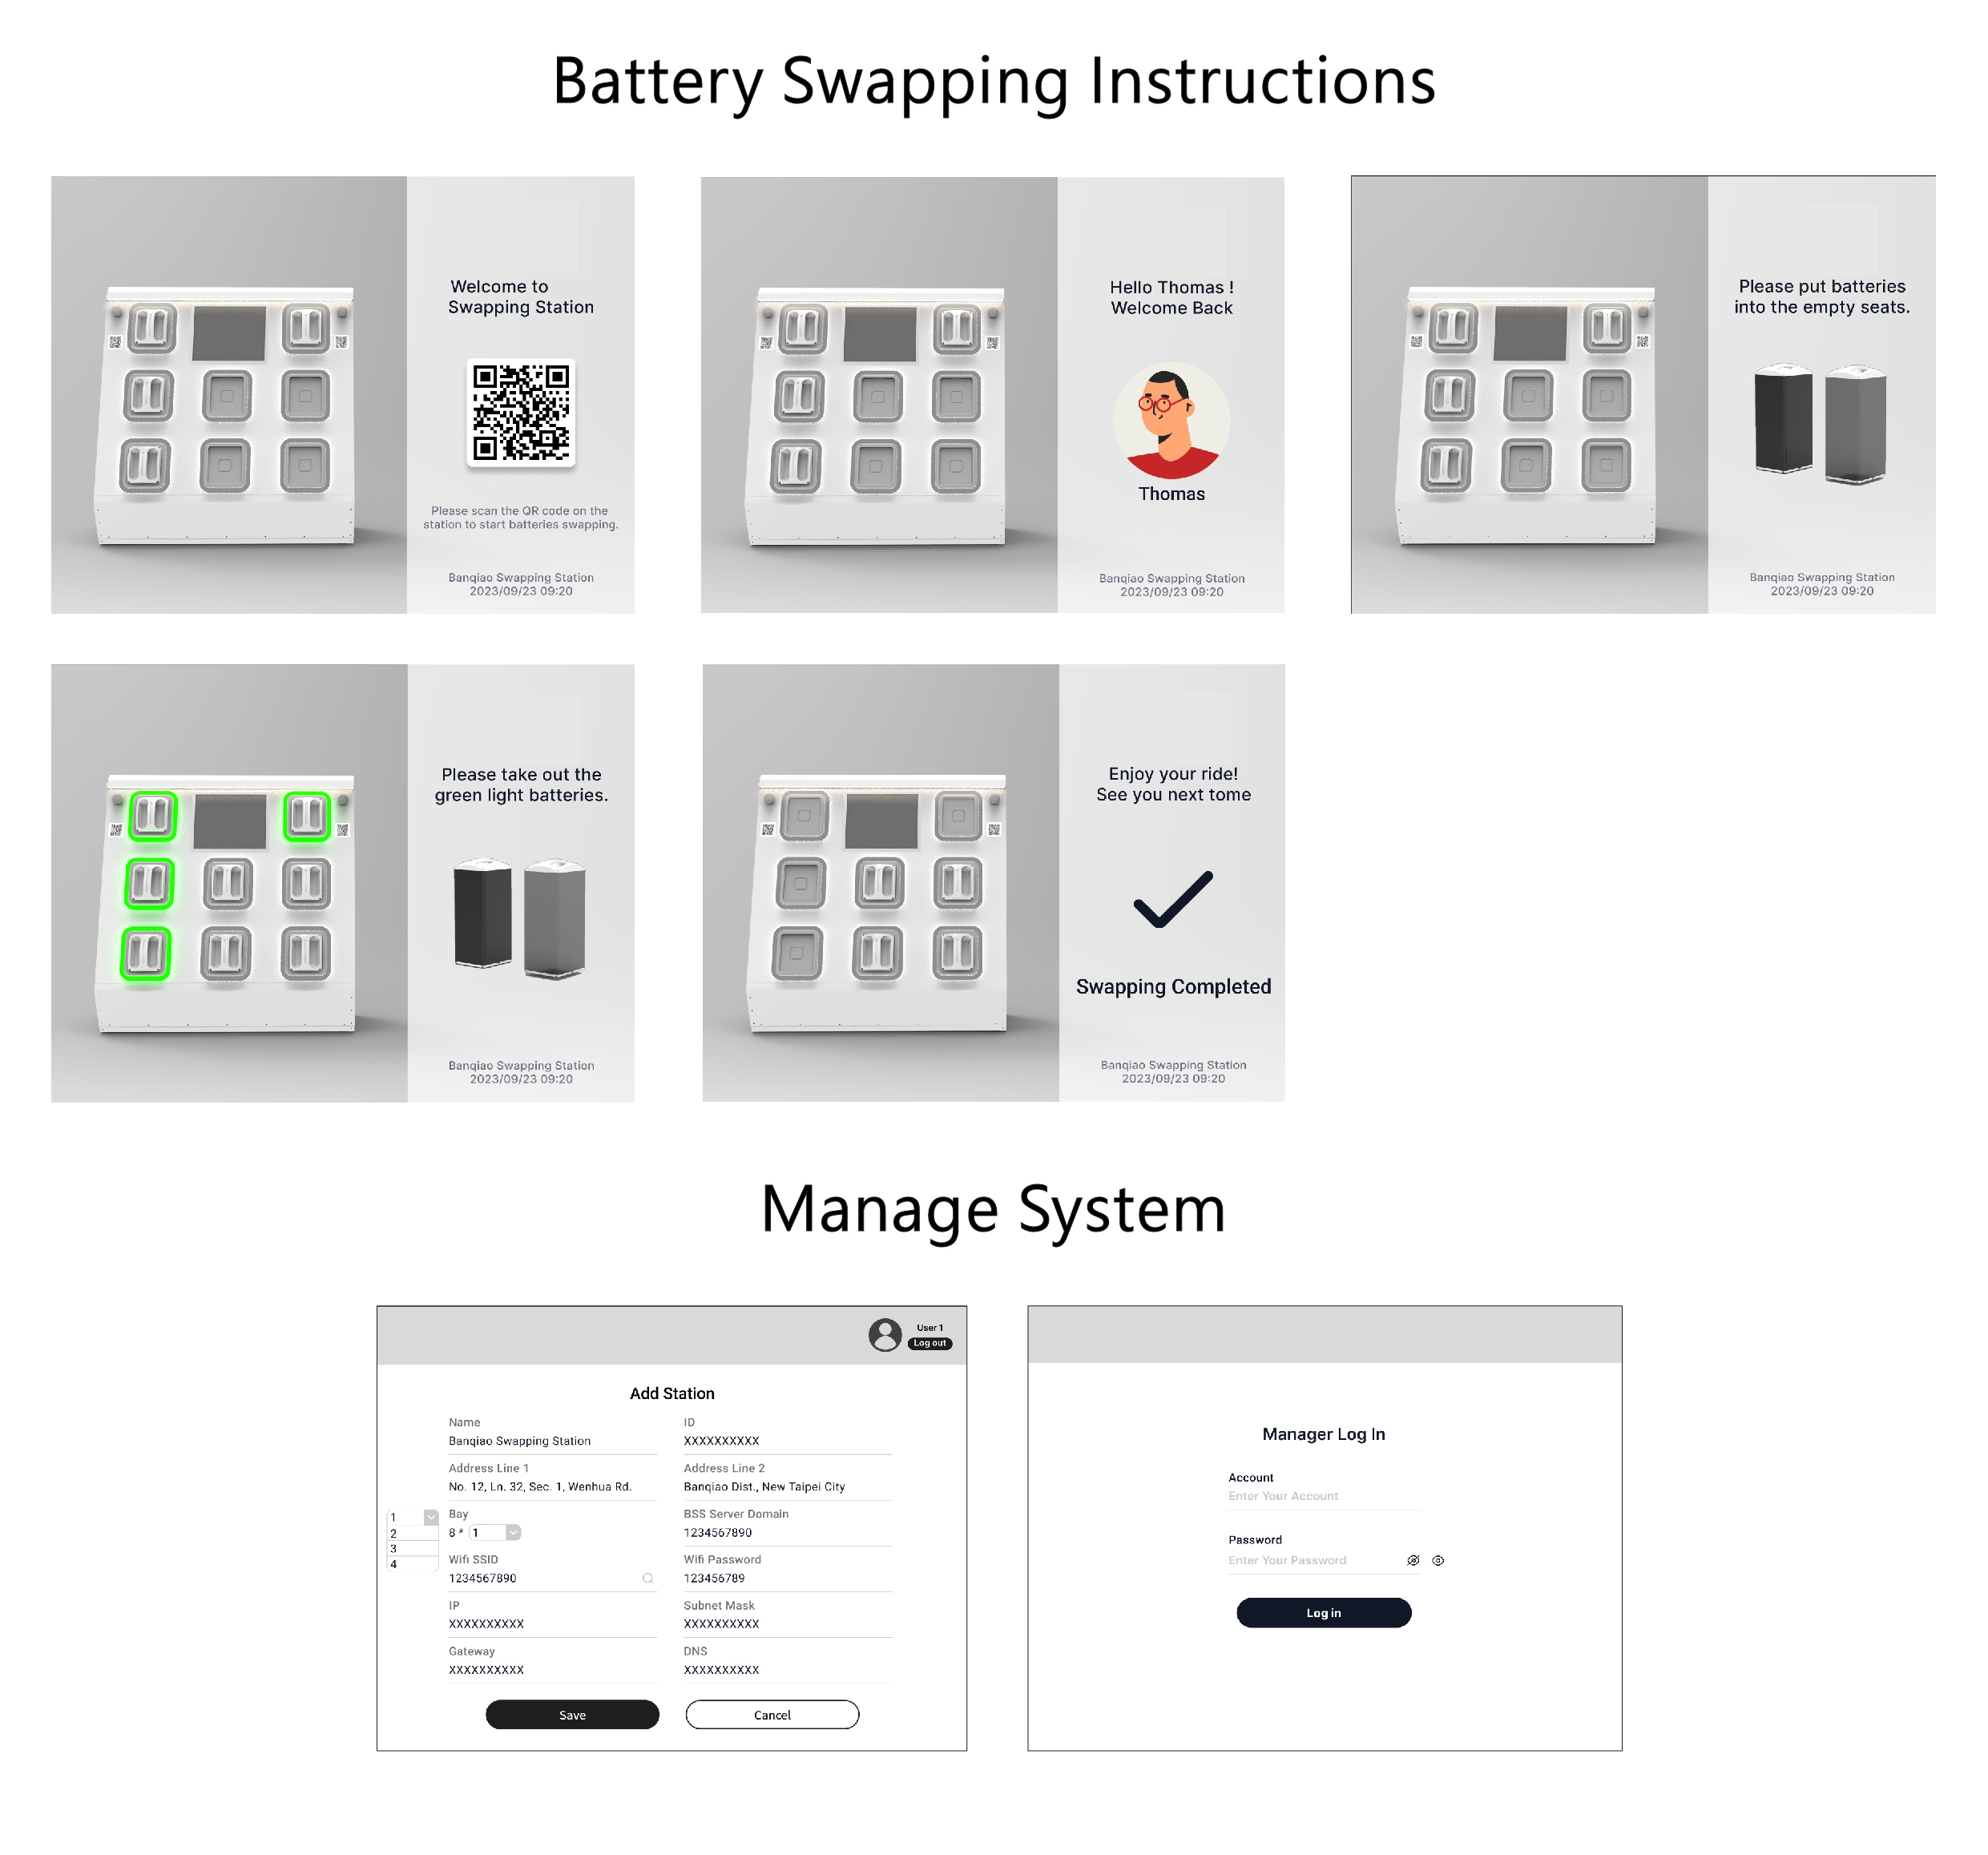 Battery Swapping Instructions
Welcome to
Swapping Station
Please scan the QR code on the
station to start batteries swapping.
Banqiao Swapping Station
2023/09/23 09:20
Hello Thomas !
Welcome Back
Thomas
Banqiao Swapping Station
2023/09/23 09:20
Please put batteries
into the empty seats.
Banqiao Swapping Station
2023/09/23 09:20
Please take out the
green light batteries.
Banqiao Swapping Station
2023/09/23 09:20
Enjoy your ride!
See you next tome
Swapping Completed
Banqiao Swapping Station
2023/09/23 09:20
Manage System
User 1
Log out
Add Station
Name
Banqiao Swapping Station
ID
XXXXXXXXXX
Address Line 1
No. 12, Ln. 32, Sec. 1, Wenhua Rd.
Address Line 2
Banqiao Dist., New Taipei City
1
2
3
4
Bay
8 * 1
BSS Server Domain
1234567890
Wifi SSID
1234567890
Wifi Password
123456789
IP
XXXXXXXXXX
Subnet Mask
XXXXXXXXXX
Gateway
XXXXXXXXXX
DNS
XXXXXXXXXX
Save
Cancel
Manager Log In
Account
Enter Your Account
Password
Enter Your Password
Log in